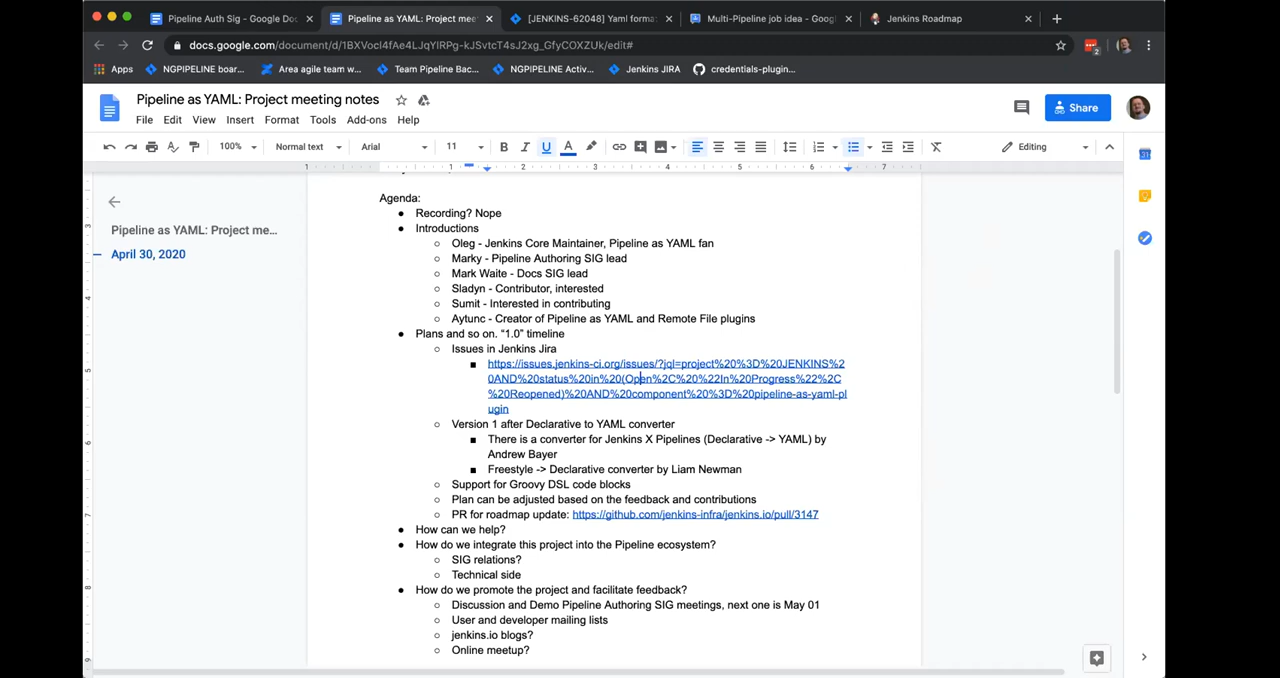 Pipeline Auth Sig - Google Doc
Pipeline as YAML: Project mee
[JENKINS-62048] Yaml forma
Multi-Pipeline job idea - Goog
Jenkins Roadmap
docs.google.com/document/d/1BXVocl4fAe4LJqYIRPg-kJSvtcT4sJ2xg_GfyCOXZUk/edit#
2
Apps
NGPIPELINE boar...
Area agile team w...
Team Pipeline Bac...
NGPIPELINE Activ...
Jenkins JIRA
credentials-plugin...
Pipeline as YAML: Project meeting notes
Share
File Edit View Insert Format Tools Add-ons Help
100% Normal text Arial 11 B I U A Editing
1 1 2 3 4 5 6 7
Pipeline as YAML: Project me...
April 30, 2020
Agenda:
● Recording? Nope
● Introductions
○ Oleg - Jenkins Core Maintainer, Pipeline as YAML fan
○ Marky - Pipeline Authoring SIG lead
○ Mark Waite - Docs SIG lead
○ Sladyn - Contributor, interested
○ Sumit - Interested in contributing
○ Aytunc - Creator of Pipeline as YAML and Remote File plugins
● Plans and so on. “1.0” timeline
○ Issues in Jenkins Jira
■ https://issues.jenkins-ci.org/issues/?jql=project%20%3D%20JENKINS%2
0AND%20status%20in%20(Open%2C%20%22In%20Progress%22%2C
%20Reopened)%20AND%20component%20%3D%20pipeline-as-yaml-pl
ugin
○ Version 1 after Declarative to YAML converter
■ There is a converter for Jenkins X Pipelines (Declarative -> YAML) by
Andrew Bayer
■ Freestyle -> Declarative converter by Liam Newman
○ Support for Groovy DSL code blocks
○ Plan can be adjusted based on the feedback and contributions
○ PR for roadmap update: https://github.com/jenkins-infra/jenkins.io/pull/3147
● How can we help?
● How do we integrate this project into the Pipeline ecosystem?
○ SIG relations?
○ Technical side
● How do we promote the project and facilitate feedback?
○ Discussion and Demo Pipeline Authoring SIG meetings, next one is May 01
○ User and developer mailing lists
○ jenkins.io blogs?
○ Online meetup?